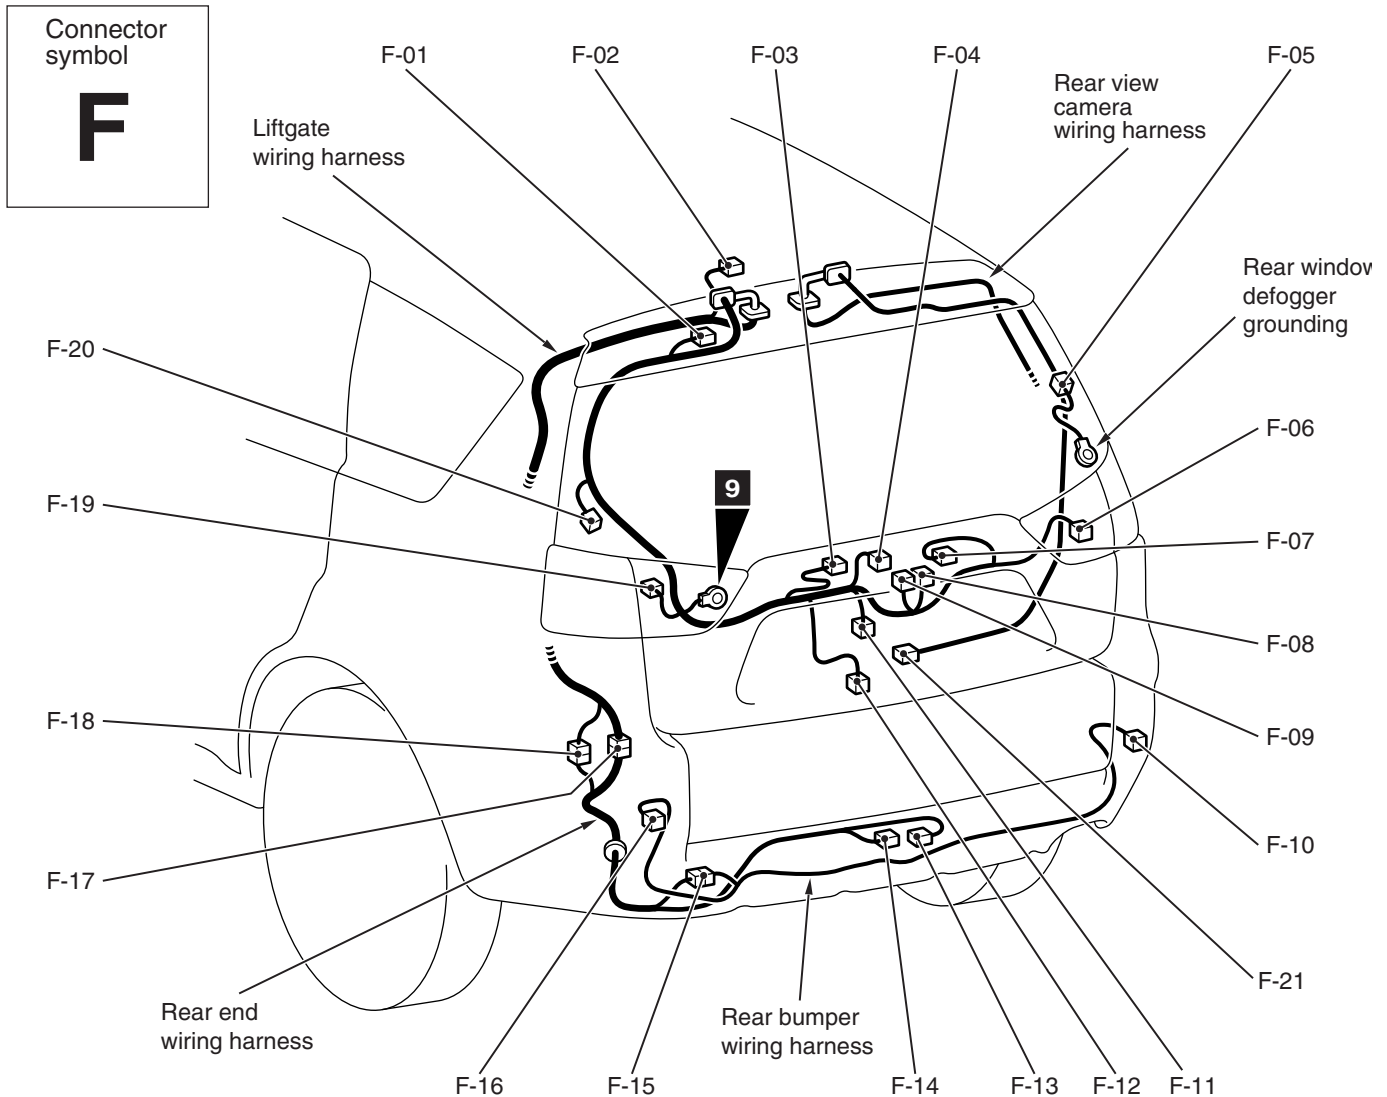 Connector
symbol
F
F-01
F-02
F-03
F-04
F-05
Liftgate
wiring harness
Rear view
camera
wiring harness
Rear window
defogger
grounding
F-20
F-06
F-19
9
F-07
F-08
F-18
F-09
F-17
F-10
F-21
Rear end
wiring harness
Rear bumper
wiring harness
F-16
F-15
F-14
F-13
F-12
F-11